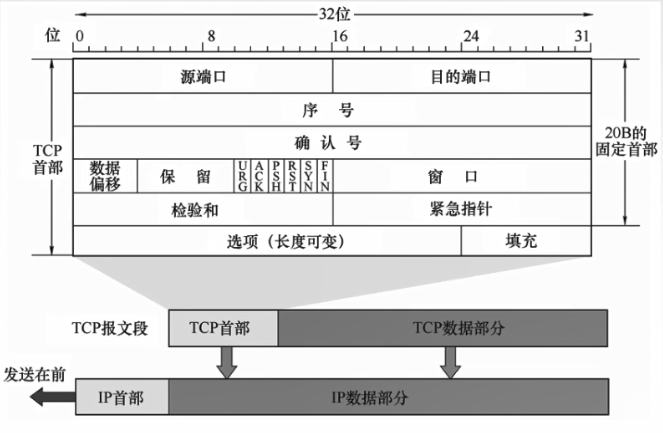 32位
位 0 8 16 24 31
源端口 目的端口
序 号
TCP
首部
确 认 号
20B的
固定首部
数据
偏移
保 留
URG
ACK
PSH
RST
SYN
FIN
窗 口
检验和 紧急指针
选项（长度可变） 填充
TCP报文段 TCP首部 TCP数据部分
发送在前
IP首部 IP数据部分